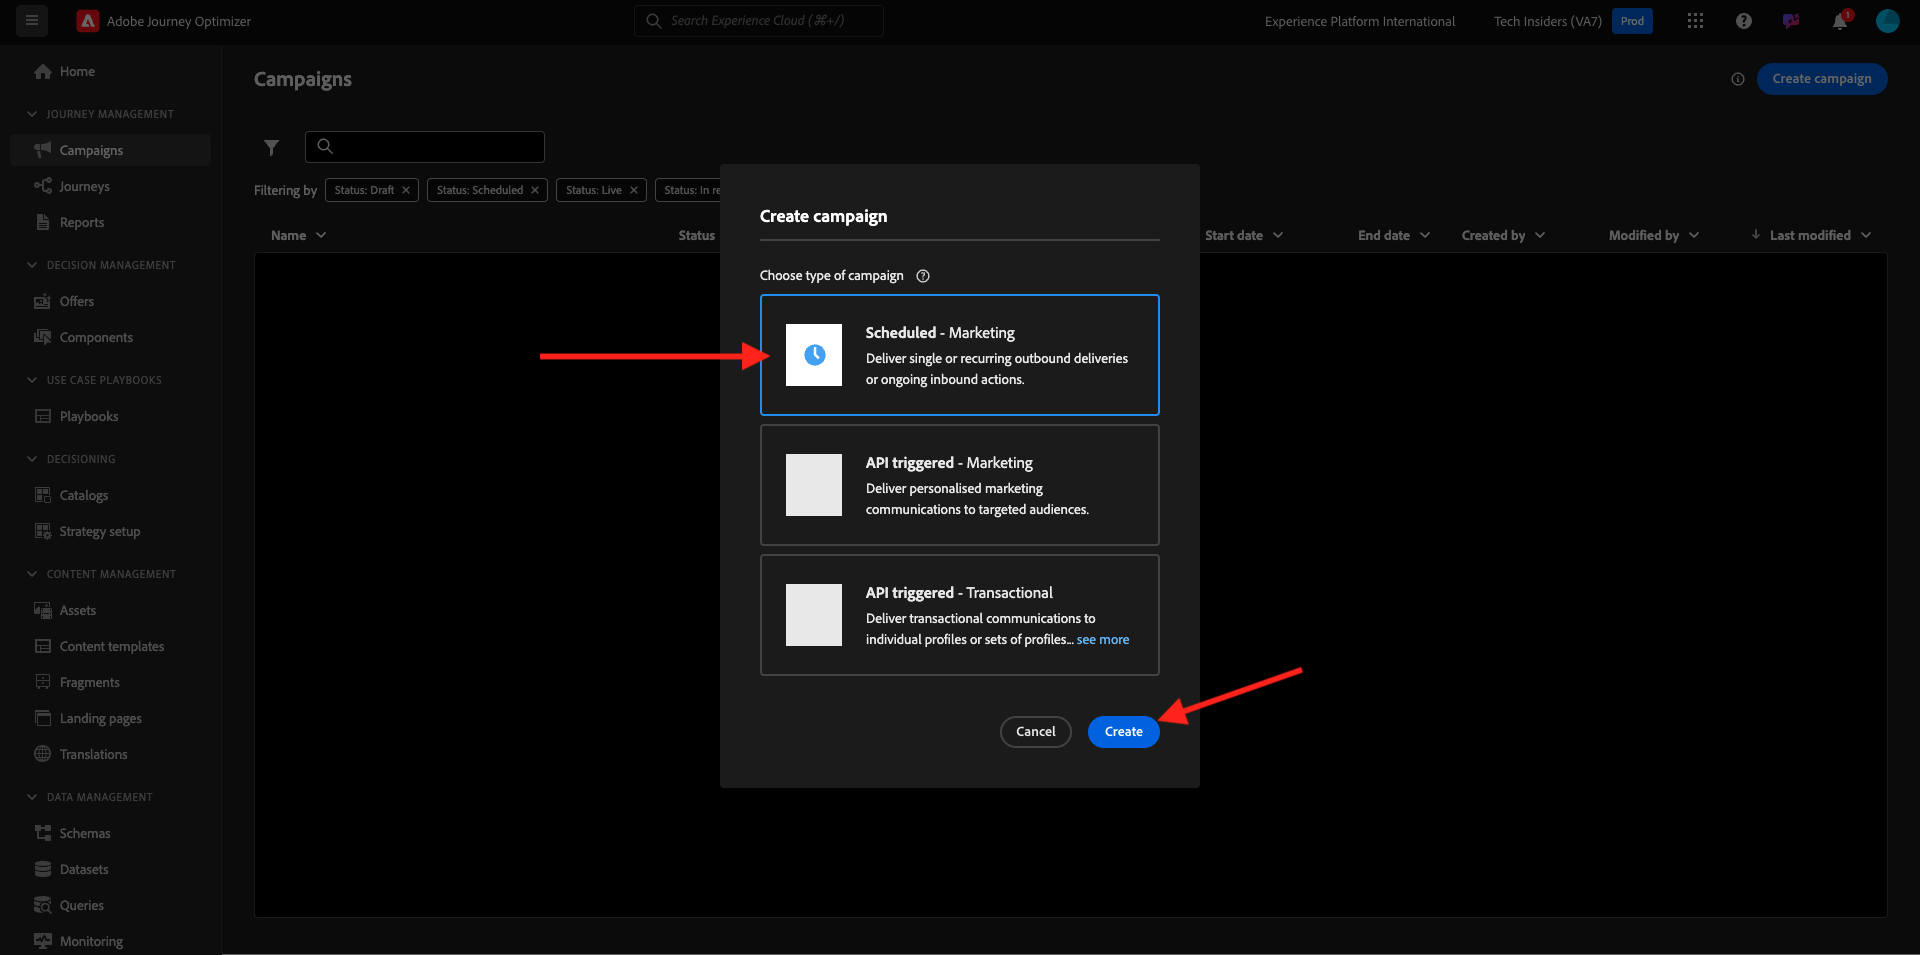 Adobe Journey Optimizer
Search Experience Cloud (⌘+/)
Experience Platform International
Tech Insiders (VA7)
Prod
1
Home
JOURNEY MANAGEMENT
Campaigns
Journeys
Reports
DECISION MANAGEMENT
Offers
Components
USE CASE PLAYBOOKS
Playbooks
DECISIONING
Catalogs
Strategy setup
CONTENT MANAGEMENT
Assets
Content templates
Fragments
Landing pages
Translations
DATA MANAGEMENT
Schemas
Datasets
Queries
Monitoring
Campaigns
Create campaign
Filtering by
Status: Draft
Status: Scheduled
Status: Live
Status: In re
Name
Status
Start date
End date
Created by
Modified by
Last modified
Create campaign
Choose type of campaign
Scheduled - Marketing
Deliver single or recurring outbound deliveries
or ongoing inbound actions.
API triggered - Marketing
Deliver personalised marketing
communications to targeted audiences.
API triggered - Transactional
Deliver transactional communications to
individual profiles or sets of profiles... see more
Cancel
Create